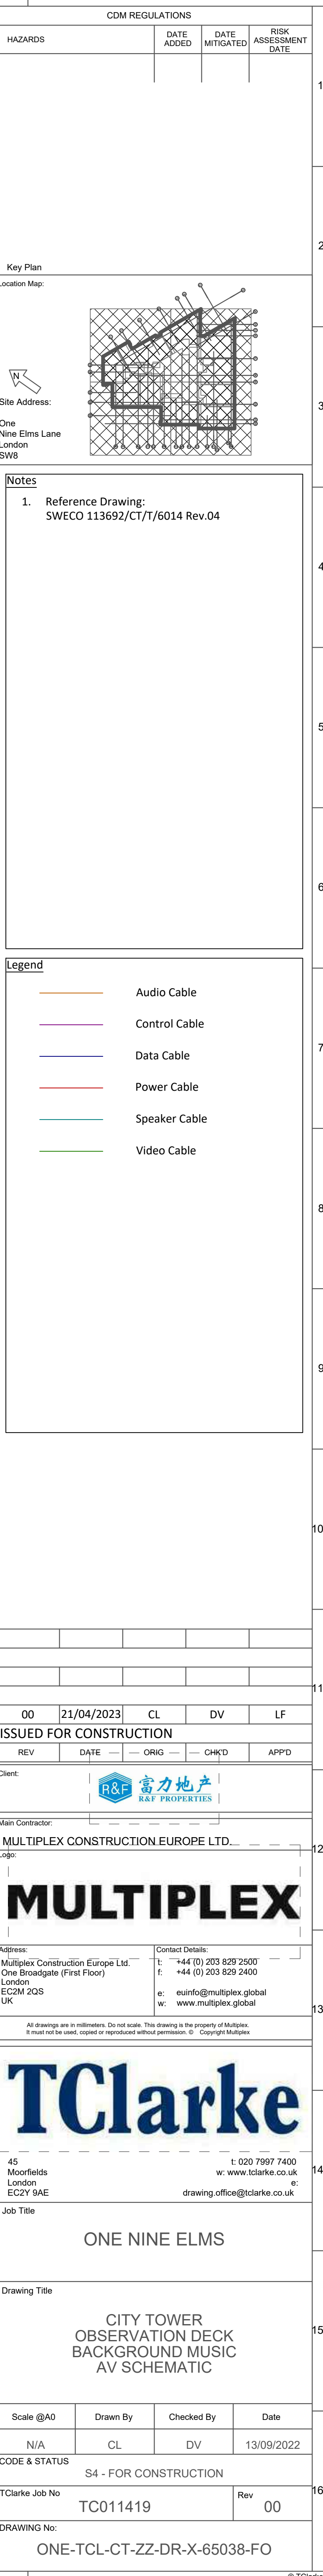 CDM REGULATIONS
HAZARDS
DATE ADDED
DATE MITIGATED
RISK ASSESSMENT DATE
1
2
Key Plan
Location Map:
N
3
Site Address:
One
Nine Elms Lane
London
SW8
Notes
1. Reference Drawing:
SWECO 113692/CT/T/6014 Rev.04
4
5
6
Legend
Audio Cable
Control Cable
7
Data Cable
Power Cable
Speaker Cable
Video Cable
8
9
10
11
00 21/04/2023 CL DV LF
ISSUED FOR CONSTRUCTION
REV DATE ORIG CHK'D APP'D
Client:
R&F 富力地产
R&F PROPERTIES
Main Contractor:
MULTIPLEX CONSTRUCTION EUROPE LTD.
12
Logo:
MULTIPLEX
Address:
Multiplex Construction Europe Ltd.
One Broadgate (First Floor)
London
EC2M 2QS
UK
Contact Details:
t: +44 (0) 203 829 2500
f: +44 (0) 203 829 2400
e: euinfo@multiplex.global
w: www.multiplex.global
13
All drawings are in millimeters. Do not scale. This drawing is the property of Multiplex.
It must not be used, copied or reproduced without permission. © Copyright Multiplex
TClarke
45
Moorfields
London
EC2Y 9AE
t: 020 7997 7400
w: www.tclarke.co.uk
e:
drawing.office@tclarke.co.uk
14
Job Title
ONE NINE ELMS
Drawing Title
CITY TOWER
OBSERVATION DECK
BACKGROUND MUSIC
AV SCHEMATIC
15
Scale @A0 Drawn By Checked By Date
N/A CL DV 13/09/2022
CODE & STATUS
S4 - FOR CONSTRUCTION
TClarke Job No
TC011419
Rev
00
16
DRAWING No:
ONE-TCL-CT-ZZ-DR-X-65038-FO
© TClarke